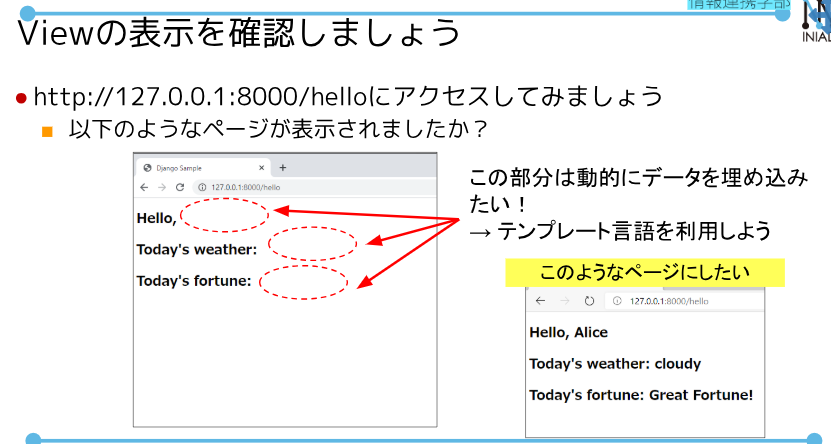 情報連携学部
INIAD
Viewの表示を確認しましょう
http://127.0.0.1:8000/helloにアクセスしてみましょう
以下のようなページが表示されましたか？
Django Sample
127.0.0.1:8000/hello
Hello,
Today's weather:
Today's fortune:
この部分は動的にデータを埋め込み
たい！
→ テンプレート言語を利用しよう
このようなページにしたい
127.0.0.1:8000/hello
Hello, Alice
Today's weather: cloudy
Today's fortune: Great Fortune!